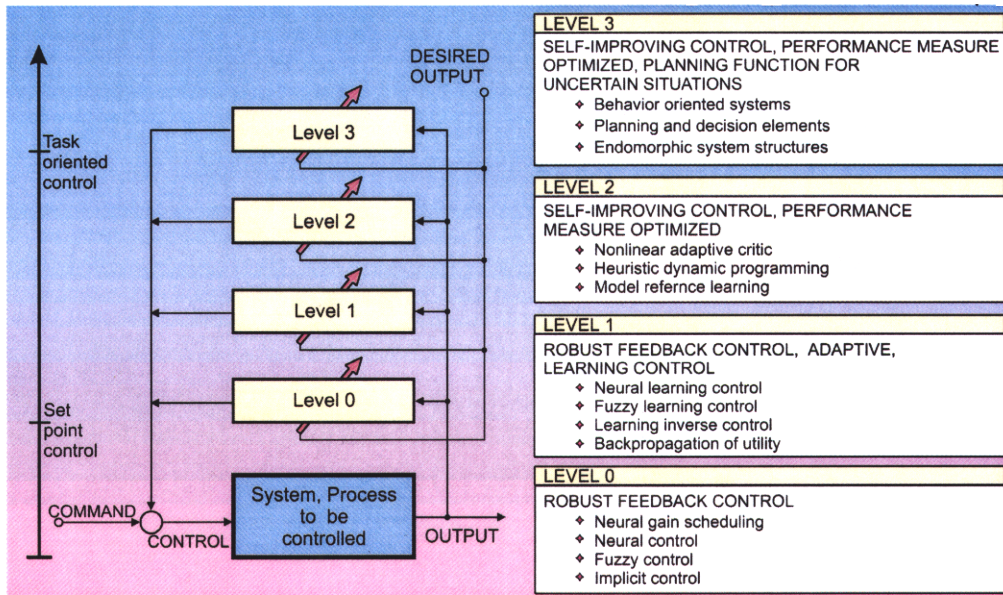 DESIRED
OUTPUT
Level 3
Task
oriented
control
Level 2
Level 1
Level 0
Set
point
control
System, Process
to be
controlled
COMMAND
CONTROL
OUTPUT
LEVEL 3
SELF-IMPROVING CONTROL, PERFORMANCE MEASURE
OPTIMIZED, PLANNING FUNCTION FOR
UNCERTAIN SITUATIONS
❖ Behavior oriented systems
❖ Planning and decision elements
❖ Endomorphic system structures
LEVEL 2
SELF-IMPROVING CONTROL, PERFORMANCE
MEASURE OPTIMIZED
❖ Nonlinear adaptive critic
❖ Heuristic dynamic programming
❖ Model refernce learning
LEVEL 1
ROBUST FEEDBACK CONTROL, ADAPTIVE,
LEARNING CONTROL
❖ Neural learning control
❖ Fuzzy learning control
❖ Learning inverse control
❖ Backpropagation of utility
LEVEL 0
ROBUST FEEDBACK CONTROL
❖ Neural gain scheduling
❖ Neural control
❖ Fuzzy control
❖ Implicit control